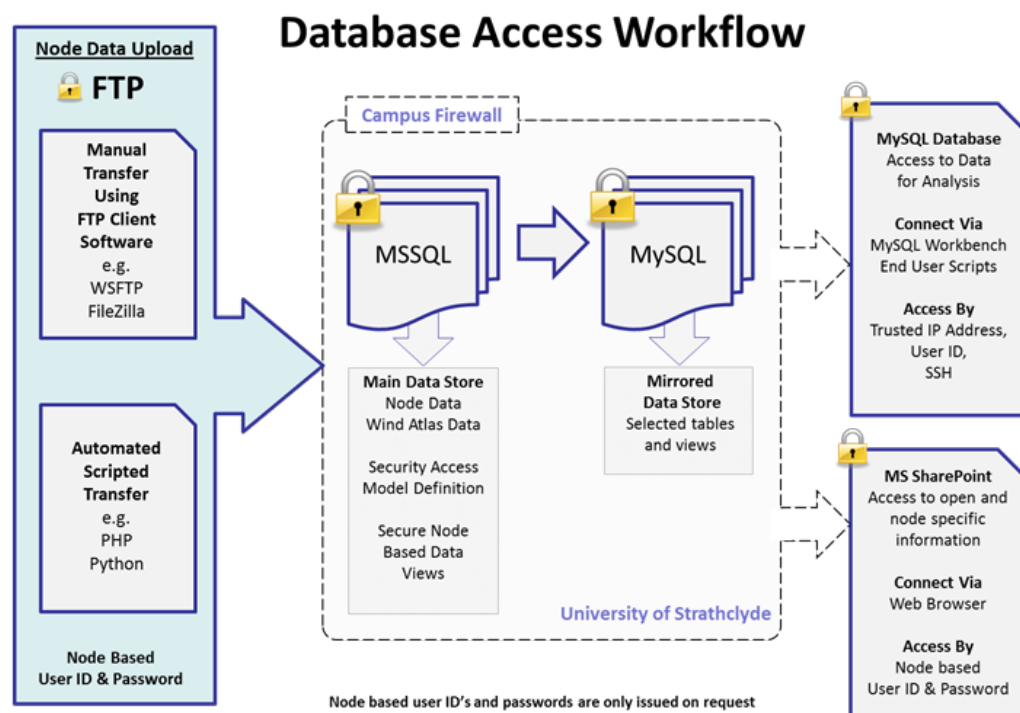 Database Access Workflow
Node Data Upload
FTP
Manual
Transfer
Using
FTP Client
Software
e.g.
WSFTP
FileZilla
Automated
Scripted
Transfer
e.g.
PHP
Python
Node Based
User ID & Password
Campus Firewall
MSSQL
MySQL
Main Data Store
Node Data
Wind Atlas Data
Security Access
Model Definition
Secure Node
Based Data
Views
Mirrored
Data Store
Selected tables
and views
University of Strathclyde
Node based user ID's and passwords are only issued on request
MySQL Database
Access to Data
for Analysis
Connect Via
MySQL Workbench
End User Scripts
Access By
Trusted IP Address,
User ID,
SSH
MS SharePoint
Access to open and
node specific
information
Connect Via
Web Browser
Access By
Node based
User ID & Password